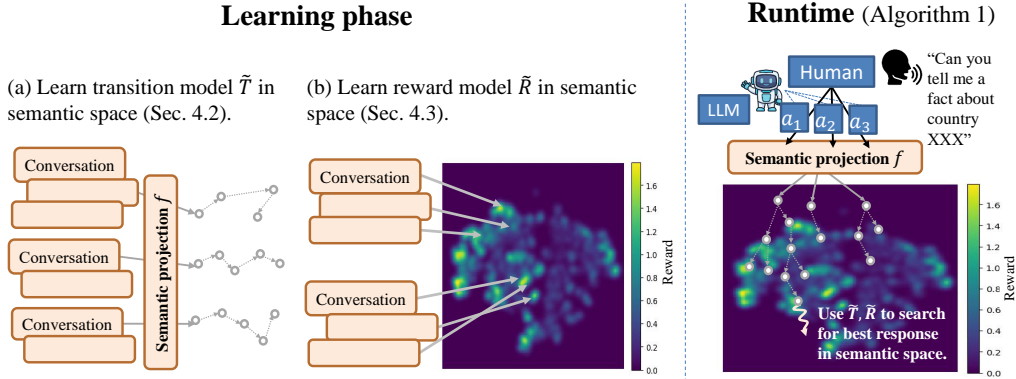 Learning phase
(a) Learn transition model T̃ in
semantic space (Sec. 4.2).
Conversation
Conversation
Conversation
Semantic projection f
(b) Learn reward model R̃ in semantic
space (Sec. 4.3).
Conversation
Conversation
1.6
1.4
1.2
1.0
0.8
0.6
0.4
0.2
0.0
Reward
Runtime (Algorithm 1)
Human
LLM
a1
a2
a3
“Can you
tell me a
fact about
country
XXX”
Semantic projection f
Use T̃, R̃ to search
for best response
in semantic space.
1.6
1.4
1.2
1.0
0.8
0.6
0.4
0.2
0.0
Reward